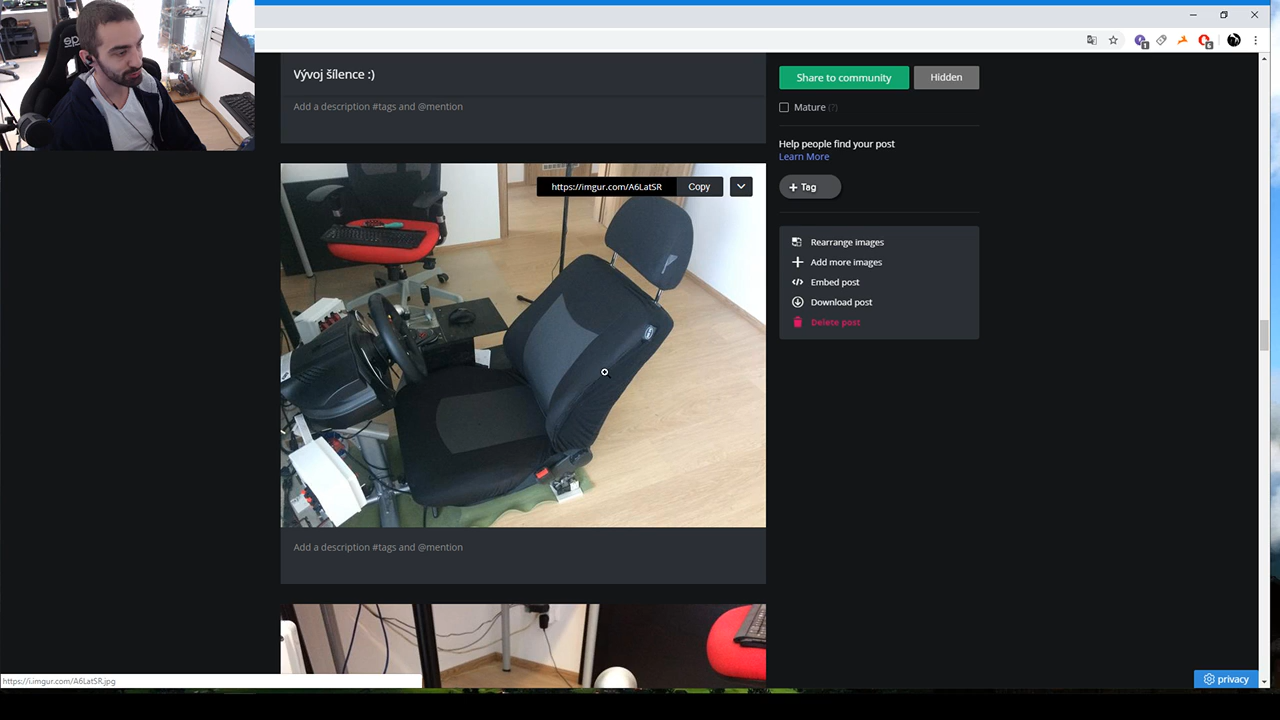 Vývoj šílence :)
Add a description #tags and @mention
Share to community
Hidden
Mature (?)
Help people find your post
Learn More
+ Tag
https://imgur.com/A6LatSR
Copy
Rearrange images
Add more images
Embed post
Download post
Delete post
Add a description #tags and @mention
https://i.imgur.com/A6LatSR.jpg
privacy